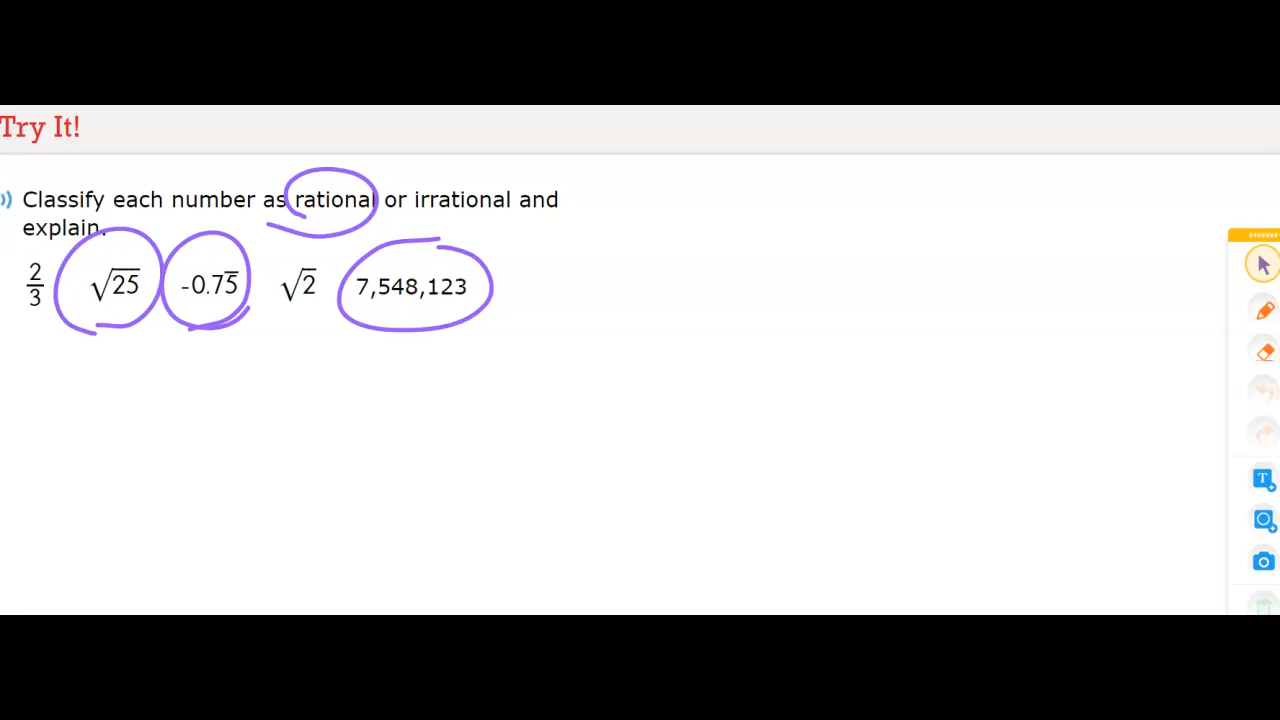 Try It!
Classify each number as rational or irrational and
explain.
2/3 √25 -0.75̅ √2 7,548,123
T